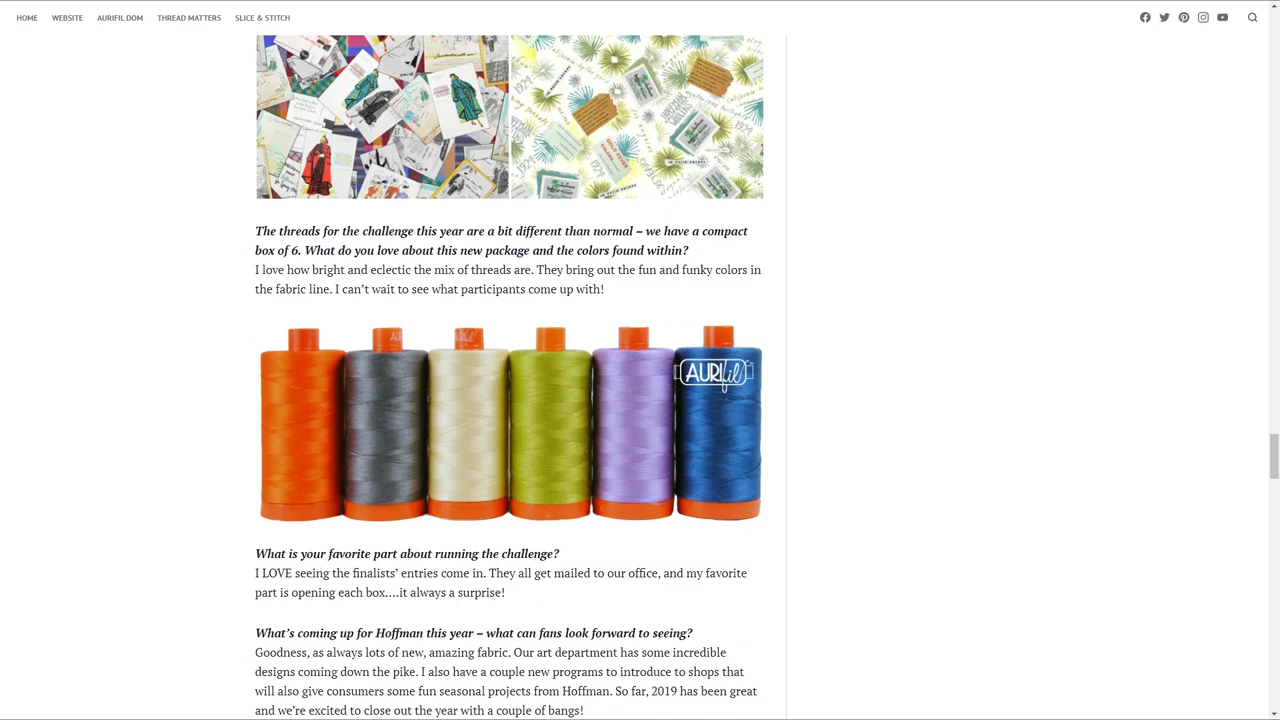 HOME WEBSITE AURIFIL DOM THREAD MATTERS SLICE & STITCH
1924
1924
1924
The threads for the challenge this year are a bit different than normal – we have a compact
box of 6. What do you love about this new package and the colors found within?
I love how bright and eclectic the mix of threads are. They bring out the fun and funky colors in
the fabric line. I can’t wait to see what participants come up with!
AURIfil
What is your favorite part about running the challenge?
I LOVE seeing the finalists’ entries come in. They all get mailed to our office, and my favorite
part is opening each box….it always a surprise!
What’s coming up for Hoffman this year – what can fans look forward to seeing?
Goodness, as always lots of new, amazing fabric. Our art department has some incredible
designs coming down the pike. I also have a couple new programs to introduce to shops that
will also give consumers some fun seasonal projects from Hoffman. So far, 2019 has been great
and we’re excited to close out the year with a couple of bangs!